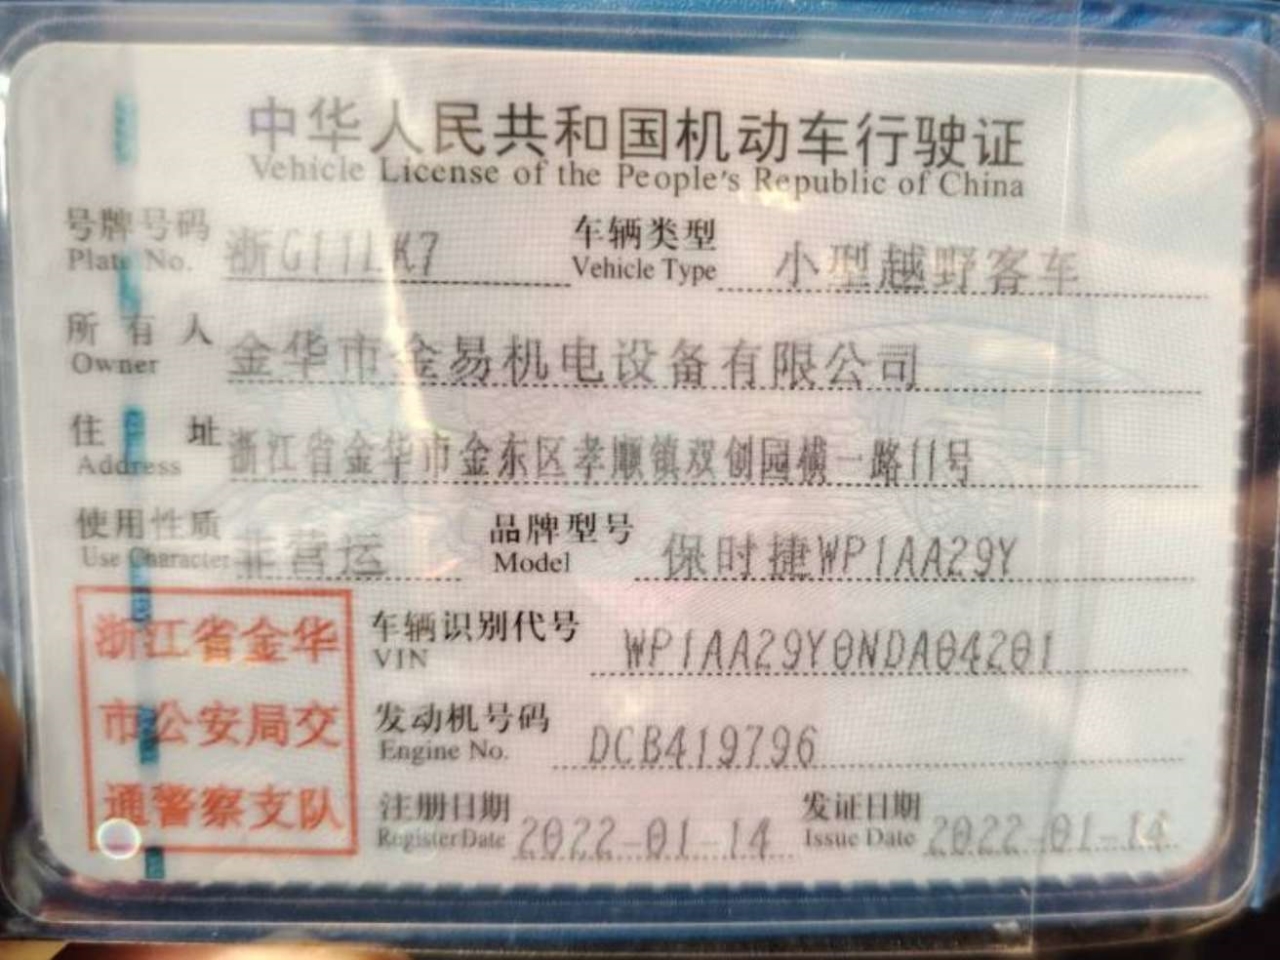 中华人民共和国机动车行驶证
Vehicle License of the People's Republic of China
号牌号码 浙G11LK7 车辆类型 小型越野客车
Plate No. Vehicle Type
所有人 金华市金易机电设备有限公司
Owner
住址 浙江省金华市金东区孝顺镇双创园横一路11号
Address
使用性质 非营运 品牌型号 保时捷WP1AA29Y
Use Character Model
浙江省金华
市公安局交
通警察支队
车辆识别代号 WP1AA29Y0NDA04201
VIN
发动机号码 DCB419796
Engine No.
注册日期 2022-01-14 发证日期 2022-01-14
Register Date Issue Date